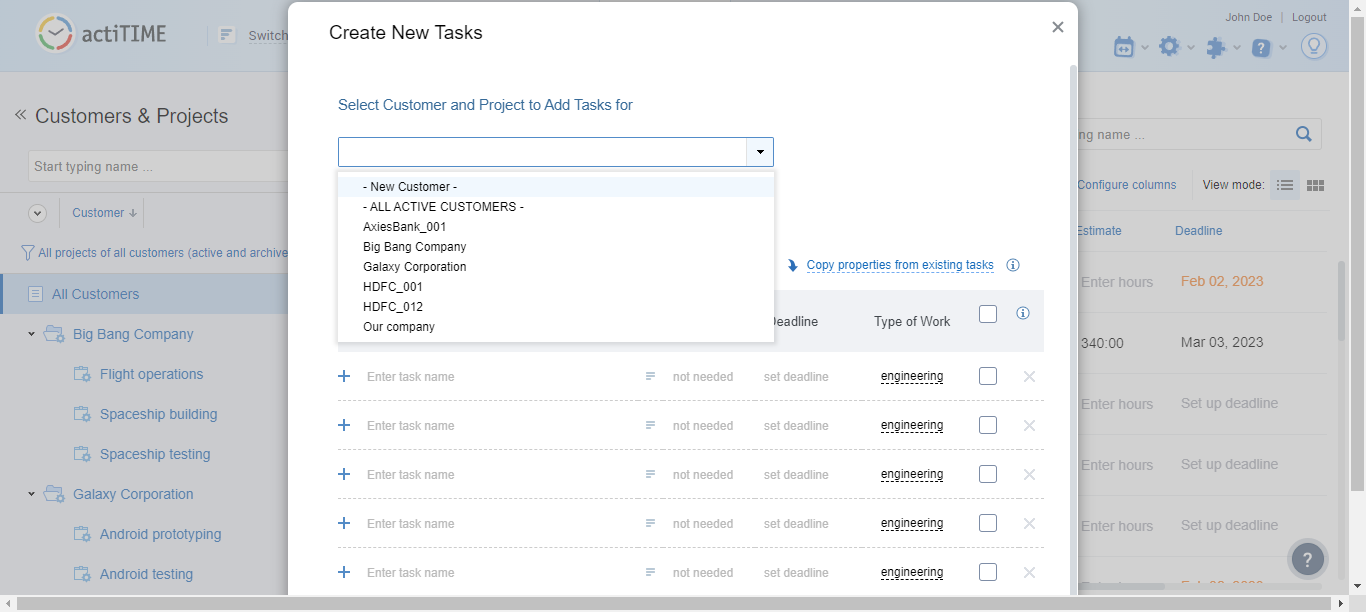 actiTIME
Switch
John Doe | Logout
Create New Tasks
Customers & Projects
Start typing name ...
Customer
All projects of all customers (active and archive
All Customers
Big Bang Company
Flight operations
Spaceship building
Spaceship testing
Galaxy Corporation
Android prototyping
Android testing
Select Customer and Project to Add Tasks for
- New Customer -
- ALL ACTIVE CUSTOMERS -
AxiesBank_001
Big Bang Company
Galaxy Corporation
HDFC_001
HDFC_012
Our company
Copy properties from existing tasks
Deadline Type of Work
Enter task name not needed set deadline engineering
Enter task name not needed set deadline engineering
Enter task name not needed set deadline engineering
Enter task name not needed set deadline engineering
Enter task name not needed set deadline engineering
ng name ...
Configure columns View mode:
Estimate Deadline
Enter hours Feb 02, 2023
340:00 Mar 03, 2023
Enter hours Set up deadline
Enter hours Set up deadline
Enter hours Set up deadline
?